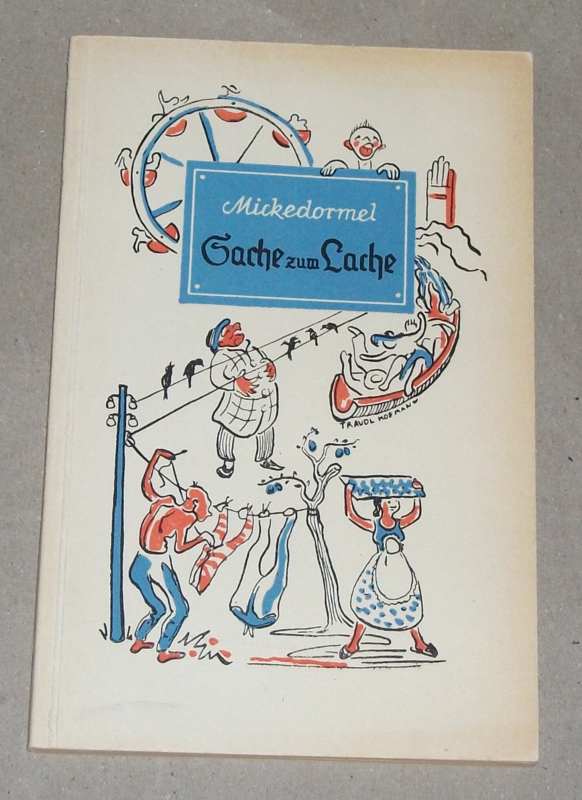 Mickedormel
Sache zum Lache
TRAUDL HOFMANN